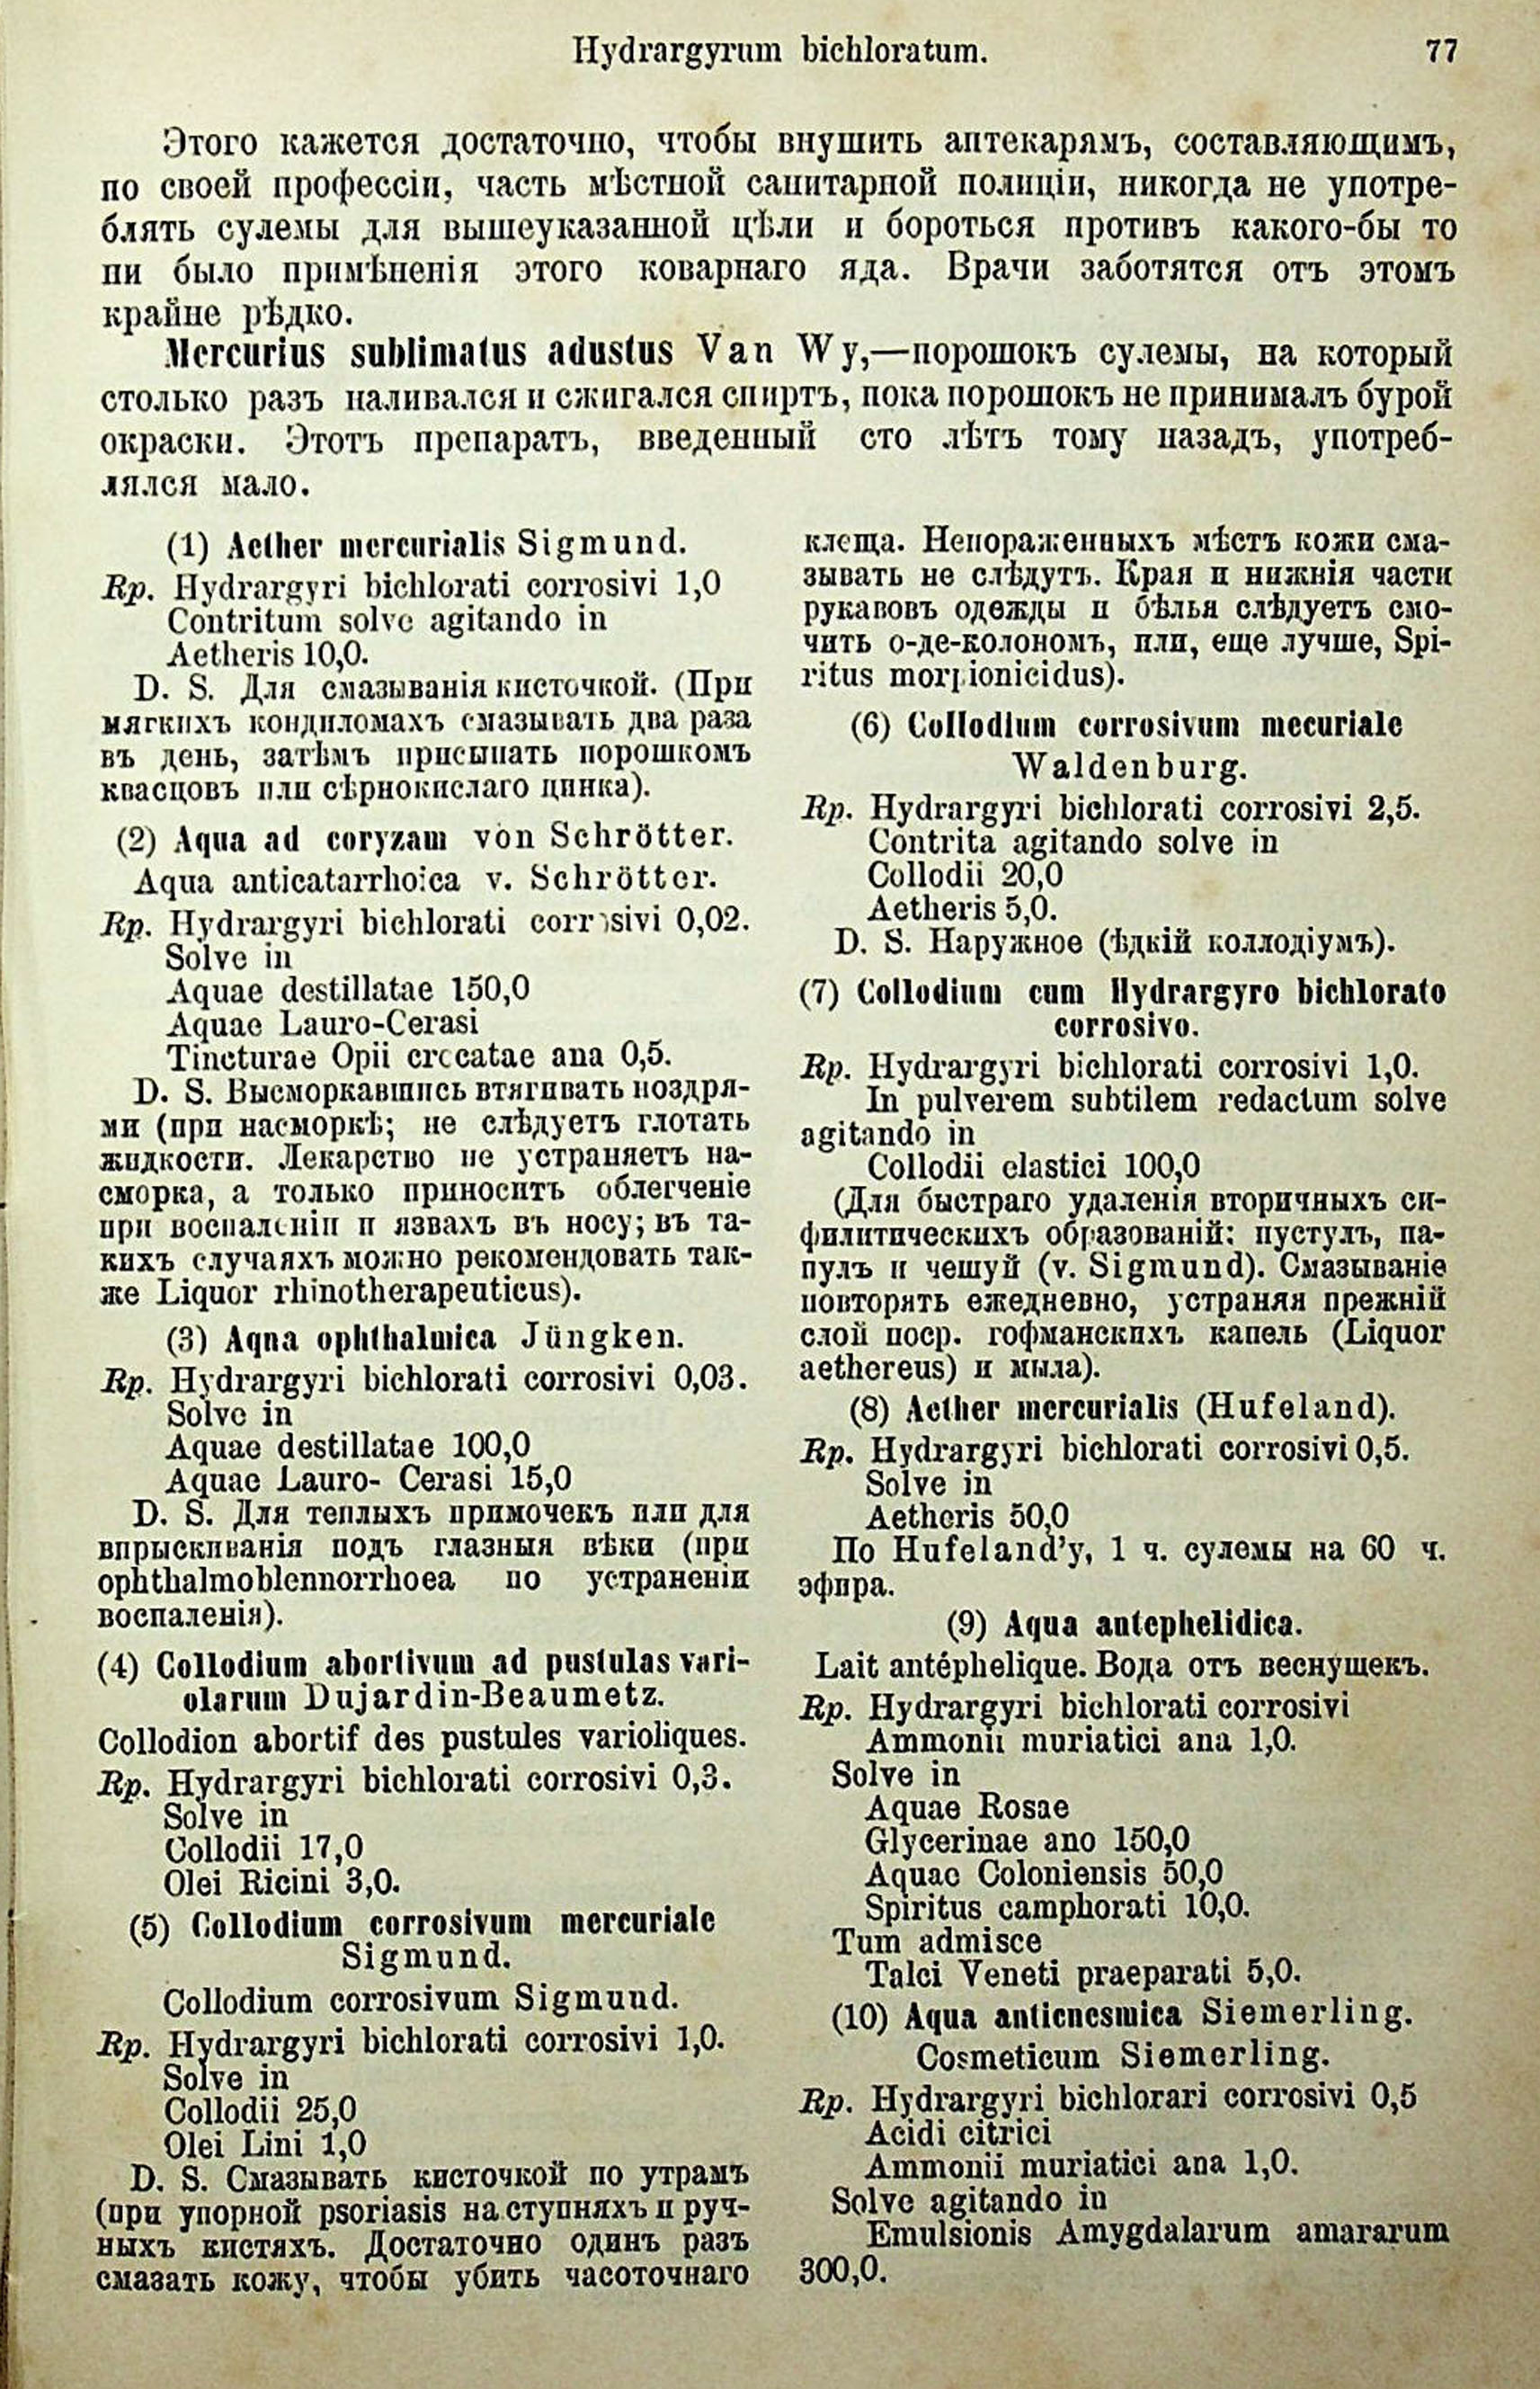 Hydrargyrum bichloratum. 77
Этого кажется достаточно, чтобы внушить аптекарямъ, составляющимъ,
по своей профессіи, часть мѣстной санитарной полиціи, никогда не употре-
блять сулемы для вышеуказанной цѣли и бороться противъ какого-бы то
ни было примѣненія этого коварнаго яда. Врачи заботятся отъ этомъ
крайне рѣдко.
Mercurius sublimatus adustus Van Wy,—порошокъ сулемы, на который
столько разъ наливался и сжигался спиртъ, пока порошокъ не принималъ бурой
окраски. Этотъ препаратъ, введенный сто лѣтъ тому назадъ, употреб-
лялся мало.
(1) Aether mercurialis Sigmund.
Rp. Hydrargyri bichlorati corrosivi 1,0
Contritum solve agitando in
Aetheris 10,0.
D. S. Для смазыванія кисточкой. (При
мягкихъ кондиломахъ смазывать два раза
въ день, затѣмъ присыпать порошкомъ
квасцовъ или сѣрнокислаго цинка).
(2) Aqua ad coryzam von Schrötter.
Aqua anticatarrhoica v. Schrötter.
Rp. Hydrargyri bichlorati corrosivi 0,02.
Solve in
Aquae destillatae 150,0
Aquae Lauro-Cerasi
Tincturae Opii crocatae ana 0,5.
D. S. Высморкавшись втягивать ноздря-
ми (при насморкѣ; не слѣдуетъ глотать
жидкости. Лекарство не устраняетъ на-
сморка, а только приноситъ облегченіе
при воспаленіи и язвахъ въ носу; въ та-
кихъ случаяхъ можно рекомендовать так-
же Liquor rhinotherapeuticus).
(3) Aqua ophthalmica Jüngken.
Rp. Hydrargyri bichlorati corrosivi 0,03.
Solve in
Aquae destillatae 100,0
Aquae Lauro- Cerasi 15,0
D. S. Для теплыхъ примочекъ или для
впрыскиванія подъ глазныя вѣки (при
ophthalmoblennorrhoea по устраненіи
воспаленія).
(4) Collodium abortivum ad pustulas vari-
olarum Dujardin-Beaumetz.
Collodion abortif des pustules varioliques.
Rp. Hydrargyri bichlorati corrosivi 0,3.
Solve in
Collodii 17,0
Olei Ricini 3,0.
(5) Collodium corrosivum mercuriale
Sigmund.
Collodium corrosivum Sigmund.
Rp. Hydrargyri bichlorati corrosivi 1,0.
Solve in
Collodii 25,0
Olei Lini 1,0
D. S. Смазывать кисточкой по утрамъ
(при упорной psoriasis на ступняхъ и руч-
ныхъ кистяхъ. Достаточно одинъ разъ
смазать кожу, чтобы убить часоточнаго
клеща. Непораженныхъ мѣстъ кожи сма-
зывать не слѣдутъ. Края и нижнія части
рукавовъ одежды и бѣлья слѣдуетъ смо-
чить о-де-колономъ, или, еще лучше, Spi-
ritus morpionicidus).
(6) Collodium corrosivum mecuriale
Waldenburg.
Rp. Hydrargyri bichlorati corrosivi 2,5.
Contrita agitando solve in
Collodii 20,0
Aetheris 5,0.
D. S. Наружное (ѣдкій коллодіумъ).
(7) Collodium cum Hydrargyro bichlorato
corrosivo.
Rp. Hydrargyri bichlorati corrosivi 1,0.
In pulverem subtilem redactum solve
agitando in
Collodii elastici 100,0
(Для быстраго удаленія вторичныхъ си-
филитическихъ образованій: пустулъ, па-
пулъ и чешуй (v. Sigmund). Смазываніе
повторять ежедневно, устраняя прежній
слой поср. гофманскихъ капель (Liquor
aethereus) и мыла).
(8) Aether mercurialis (Hufeland).
Rp. Hydrargyri bichlorati corrosivi 0,5.
Solve in
Aetheris 50,0
По Hufeland’y, 1 ч. сулемы на 60 ч.
эфира.
(9) Aqua antephelidica.
Lait antéphelique. Вода отъ веснушекъ.
Rp. Hydrargyri bichlorati corrosivi
Ammonii muriatici ana 1,0.
Solve in
Aquae Rosae
Glycerinae ano 150,0
Aquae Coloniensis 50,0
Spiritus camphorati 10,0.
Tum admisce
Talci Veneti praeparati 5,0.
(10) Aqua anticnesmica Siemerling.
Cosmeticum Siemerling.
Rp. Hydrargyri bichlorari corrosivi 0,5
Acidi citrici
Ammonii muriatici ana 1,0.
Solve agitando in
Emulsionis Amygdalarum amararum
300,0.